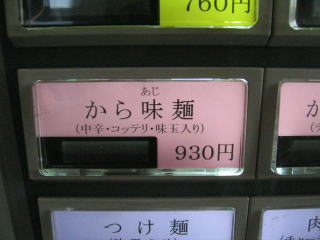 760円
あじ
から味麺
(中辛・コッテリ・味玉入り)
930円
つけ麺